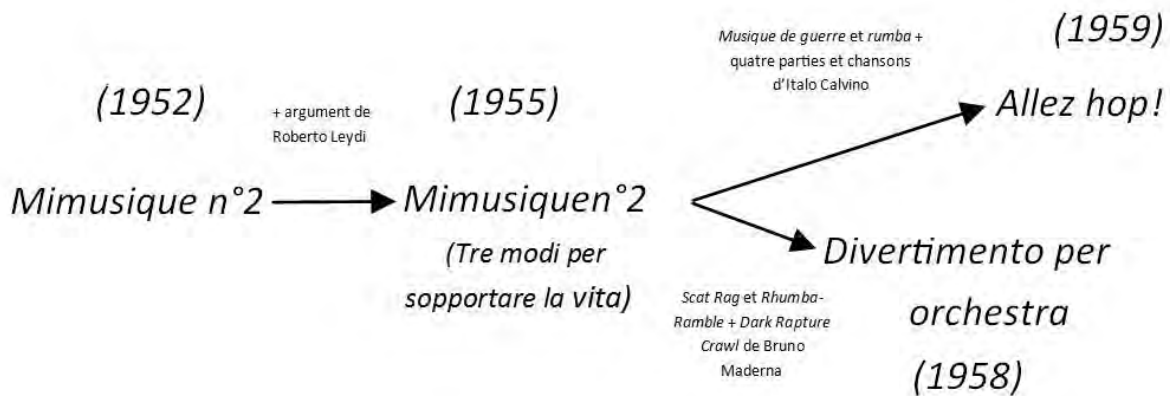 (1952)
+ argument de
Roberto Leydi
(1955)
Musique de guerre et rumba +
quatre parties et chansons
d'Italo Calvino
(1959)
Allez hop!
Mimusique n°2
Mimusiquen°2
(Tre modi per
sopportare la vita)
Divertimento per
orchestra
(1958)
Scat Rag et Rhumba-
Ramble + Dark Rapture
Crawl de Bruno
Maderna